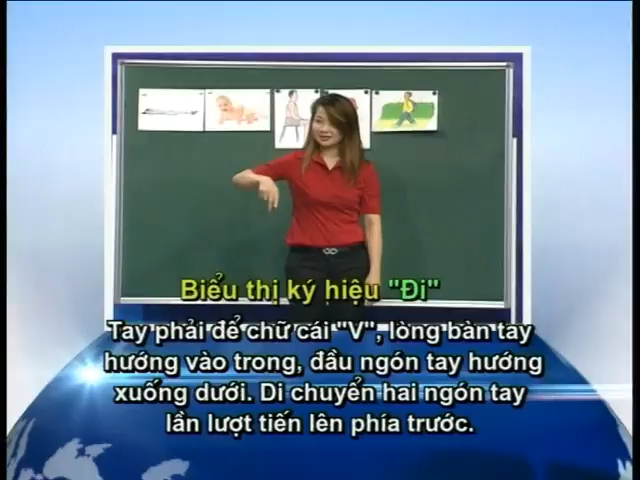 Biểu thị ký hiệu "Đi"
Tay phải để chữ cái "V", lòng bàn tay
hướng vào trong, đầu ngón tay hướng
xuống dưới. Di chuyển hai ngón tay
lần lượt tiến lên phía trước.